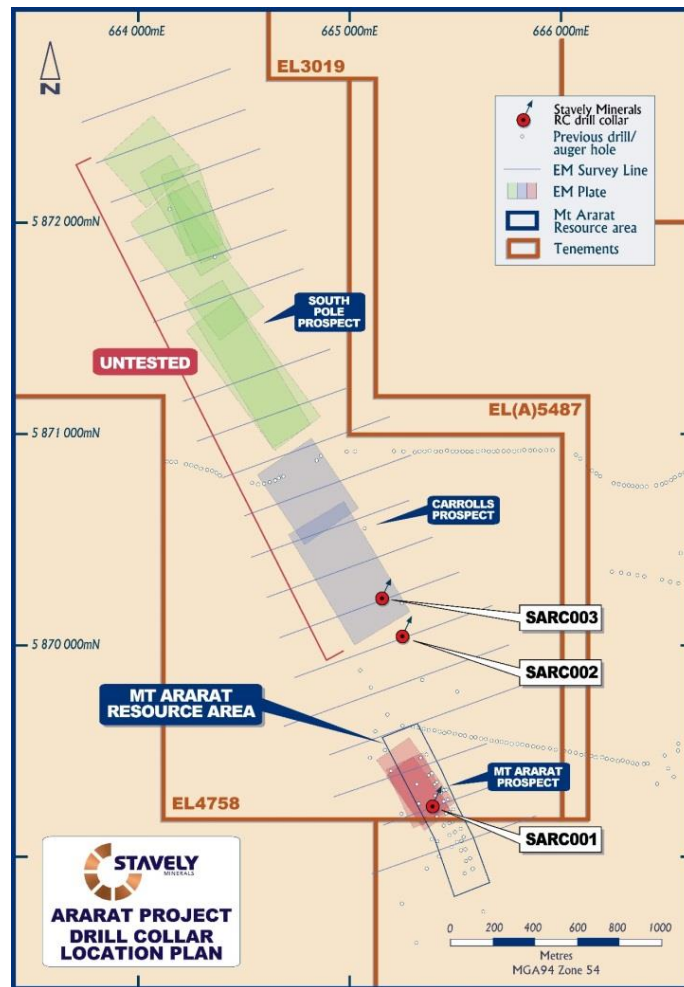 664 000mE
665 000mE
666 000mE
EL3019
N
Stavely Minerals
RC drill collar
Previous drill/
auger hole
EM Survey Line
EM Plate
Mt Ararat
Resource area
Tenements
5 872 000mN
SOUTH
POLE
PROSPECT
UNTESTED
EL(A)5487
5 871 000mN
CARROLLS
PROSPECT
SARC003
5 870 000mN
SARC002
MT ARARAT
RESOURCE AREA
MT ARARAT
PROSPECT
EL4758
SARC001
STAVELY
MINERALS
ARARAT PROJECT
DRILL COLLAR
LOCATION PLAN
0 200 400 600 800 1000
Metres
MGA94 Zone 54